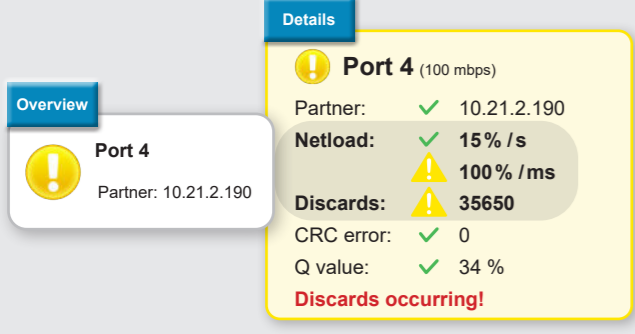 Overview
Port 4
Partner: 10.21.2.190
Details
Port 4 (100 mbps)
Partner: 10.21.2.190
Netload: 15% / s
100% / ms
Discards: 35650
CRC error: 0
Q value: 34 %
Discards occurring!